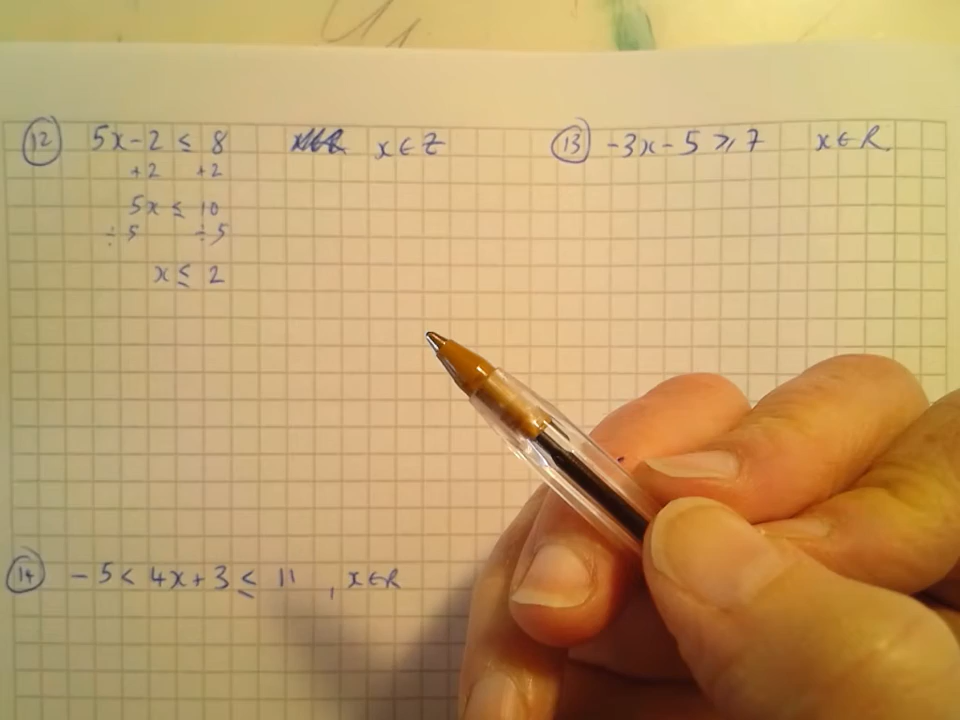 12 5x-2 ≤ 8 x∈Z
+2 +2
5x ≤ 10
÷5 ÷5
x ≤ 2
13 -3x-5 ≥ 7 x∈R
14 -5 < 4x+3 ≤ 11 , x∈R